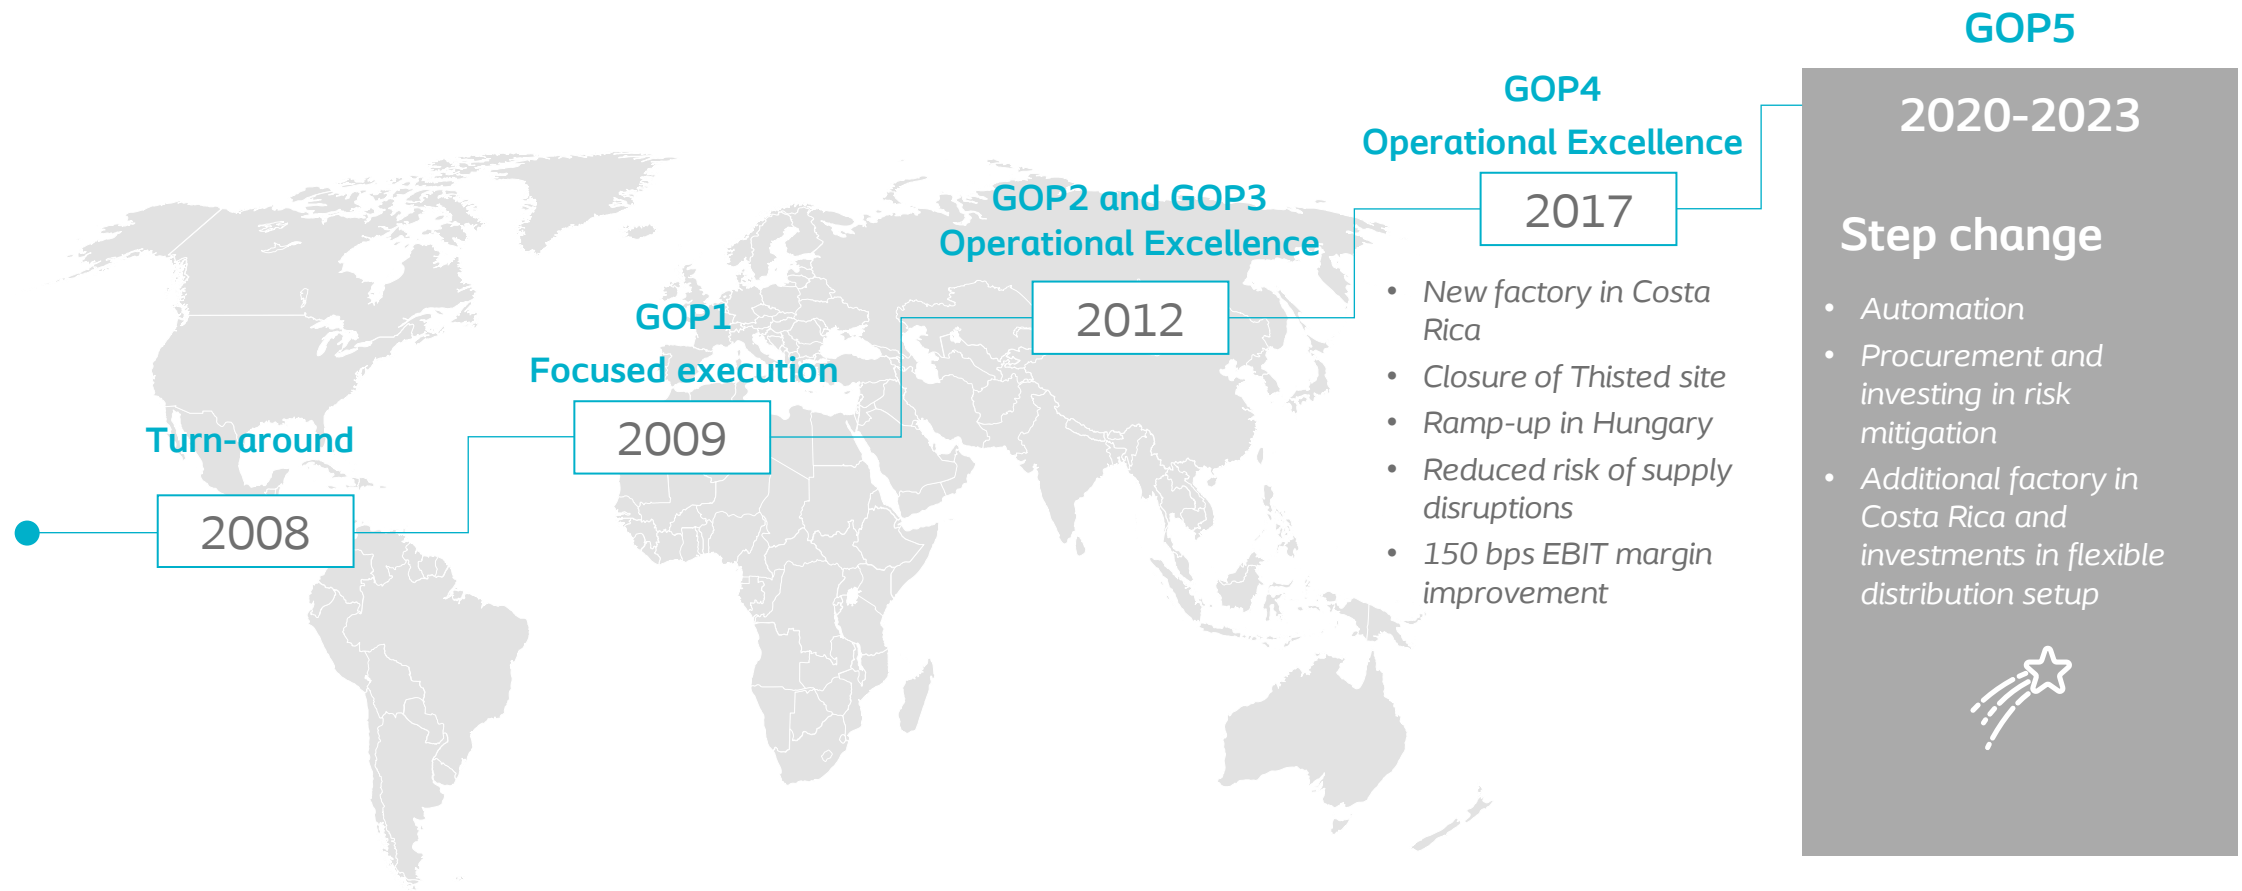 Turn-around
2008
GOP1
Focused execution
2009
GOP2 and GOP3
Operational Excellence
2012
GOP4
Operational Excellence
2017
• New factory in Costa
Rica
• Closure of Thisted site
• Ramp-up in Hungary
• Reduced risk of supply
disruptions
• 150 bps EBIT margin
improvement
GOP5
2020-2023
Step change
• Automation
• Procurement and
investing in risk
mitigation
• Additional factory in
Costa Rica and
investments in flexible
distribution setup